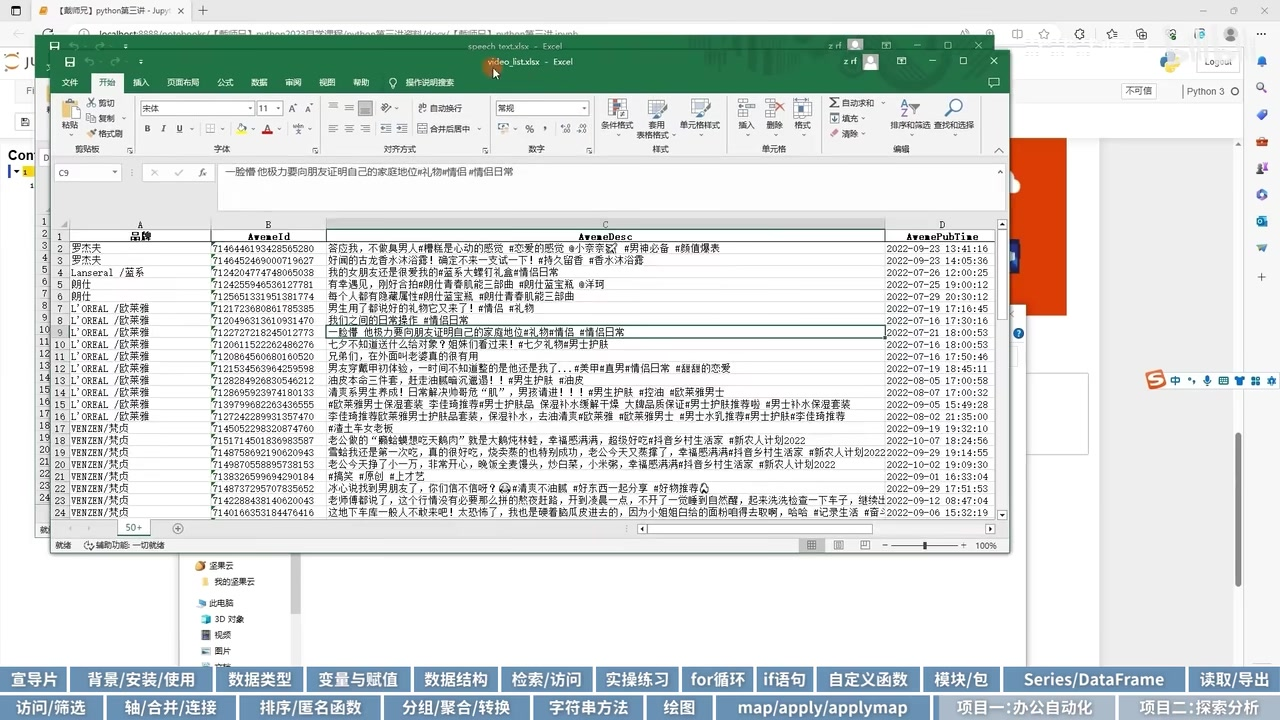 【戴师兄】python第三讲 - Jupyt
speech text.xlsx - Excel
video_list.xlsx - Excel
z rf
Logout
不可信
Python 3
文件 开始 插入 页面布局 公式 数据 审阅 视图 帮助 操作说明搜索
粘贴 剪切 复制 格式刷 剪贴板
宋体 11 B I U A 字体
自动换行 合并后居中 对齐方式
常规 % 数字
条件格式 套用表格格式 单元格样式 样式
插入 删除 格式 单元格
自动求和 填充 清除 排序和筛选 查找和选择 编辑
C9 fx 一脸懵 他极力要向朋友证明自己的家庭地位#礼物#情侣 #情侣日常
A B C D
1 品牌 AwemeId AwemeDesc AwemePubTime
2 罗杰夫 7146446193428565280 答应我，不做臭男人#糟糕是心动的感觉 #恋爱的感觉 @小奈奈 #男神必备 #颜值爆表 2022-09-23 13:41:16
3 罗杰夫 7146452469000719627 好闻的古龙香水沐浴露！确定不来一支试一下！#持久留香 #香水沐浴露 2022-09-23 14:05:36
4 Lanseral /蓝系 7124204774748065038 我的女朋友还是很爱我的#蓝系大螺钉礼盒#情侣日常 2022-07-26 12:00:25
5 朗仕 7124255946536127781 有幸遇见，刚好合拍#朗仕青春肌能三部曲 #朗仕蓝宝瓶 @洋珂 2022-07-25 19:00:12
6 朗仕 7125651331951381774 每个人都有隐藏属性#朗仕蓝宝瓶 #朗仕青春肌能三部曲 2022-07-29 20:30:12
7 L'OREAL /欧莱雅 7121723680861785385 男生用了都说好的礼物它又来了！#情侣 #礼物 2022-07-19 17:16:45
8 L'OREAL /欧莱雅 7120496313610931470 我们之间的日常操作 #情侣日常 2022-07-16 17:30:16
9 L'OREAL /欧莱雅 7122727218245012773 一脸懵 他极力要向朋友证明自己的家庭地位#礼物#情侣 #情侣日常 2022-07-21 18:00:53
10 L'OREAL /欧莱雅 7120611522262486276 七夕不知道送什么给对象？姐妹们看过来！#七夕礼物#男士护肤 2022-07-16 18:00:53
11 L'OREAL /欧莱雅 7120864560680160520 兄弟们，在外面叫老婆真的很有用 2022-07-16 17:50:46
12 L'OREAL /欧莱雅 7121534563964259598 男友穿戴甲初体验，一时间不知道整的是他还是我了...#美甲#直男#情侣日常 #甜甜的恋爱 2022-07-19 18:45:11
13 L'OREAL /欧莱雅 7128284926830546212 油皮本命三件套，赶走油腻暗沉邋遢！！#男生护肤 #油皮 2022-08-05 17:00:58
14 L'OREAL /欧莱雅 7128695923974180133 清爽系男生养成！日常解决填哥危“肌”，男孩请进！！！#男生护肤 #控油 #欧莱雅男士 2022-08-07 17:00:32
15 L'OREAL /欧莱雅 7139779682203436555 #欧莱雅男士保湿套装 李佳琦推荐#男士护肤品 保湿补水缓解干燥 大牌品质保证#男士护肤推荐啦 #男士补水保湿套装 2022-09-05 15:49:28
16 L'OREAL /欧莱雅 7127242289931357470 李佳琦推荐欧莱雅男士护肤品套装，保湿补水，去油清爽#欧莱雅 #欧莱雅男士 #男士水乳推荐#男士护肤#李佳琦推荐 2022-08-02 21:35:00
17 VENZEN/梵贞 7145052298320874760 #渣土车女老板 2022-09-19 19:32:10
18 VENZEN/梵贞 7151714501836983587 老公做的“癞蛤蟆想吃天鹅肉”就是大鹅炖林蛙，幸福感满满，超级好吃#抖音乡村生活家 #新农人计划2022 2022-10-07 18:24:56
19 VENZEN/梵贞 7148758692190620943 雪蛤我还是第一次吃，真的很好吃，烧茶蒸的也特别成功，老公今天又蒸撑了，幸福感满满#抖音乡村生活家 #新农人计划2022 2022-09-29 19:14:55
20 VENZEN/梵贞 7149870558895738153 老公今天挣了小一万，非常开心，晚饭全麦馒头，炒白菜，小米粥，幸福感满满#抖音乡村生活家 #新农人计划2022 2022-10-02 19:09:30
21 VENZEN/梵贞 7138326599694290184 #搞笑 #原创 #上才艺 2022-09-01 16:33:04
22 VENZEN/梵贞 7148737295707835652 冰心说找到男朋友了，你们信不信呀？#清爽不油腻 #好东西一起分享 #好物推荐 2022-09-29 17:51:53
23 VENZEN/梵贞 7142288438140620043 老师傅都说了，这个行情没有必要那么拼的熬夜赶路，开到凌晨一点，不开了一觉睡到自然醒，起来洗洗检查一下车子，继续出 2022-09-12 08:47:04
24 VENZEN/梵贞 7140166353184476416 这地下车库一般人不敢来吧！太恐怖了，我也是硬着脑瓜皮进去的，因为小姐姐白给的面粉咱得去取啊，哈哈 #记录生活 #奋 2022-09-06 15:32:19
50+
就绪 辅助功能: 一切就绪 100%
坚果云
我的坚果云
此电脑
3D 对象
视频
图片
宣导片 背景/安装/使用 数据类型 变量与赋值 数据结构 检索/访问 实操练习 for循环 if语句 自定义函数 模块/包 Series/DataFrame 读取/导出
访问/筛选 轴/合并/连接 排序/匿名函数 分组/聚合/转换 字符串方法 绘图 map/apply/applymap 项目一:办公自动化 项目二:探索分析